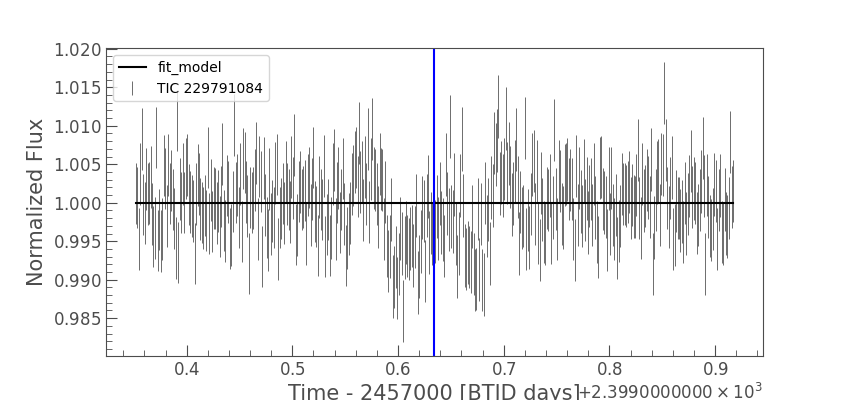 1.020
1.015
1.010
1.005
1.000
0.995
0.990
0.985
Normalized Flux
fit_model
TIC 229791084
0.4 0.5 0.6 0.7 0.8 0.9
Time - 2457000 [BTJD days]
+2.3990000000 × 10³